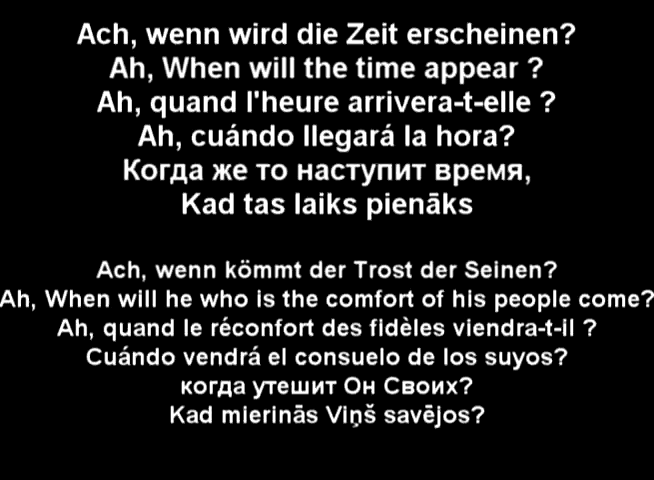 Ach, wenn wird die Zeit erscheinen?
Ah, When will the time appear ?
Ah, quand l'heure arrivera-t-elle ?
Ah, cuándo llegará la hora?
Когда же то наступит время,
Kad tas laiks pienāks
Ach, wenn kömmt der Trost der Seinen?
Ah, When will he who is the comfort of his people come?
Ah, quand le réconfort des fidèles viendra-t-il ?
Cuándo vendrá el consuelo de los suyos?
когда утешит Он Своих?
Kad mierinās Viņš savējos?